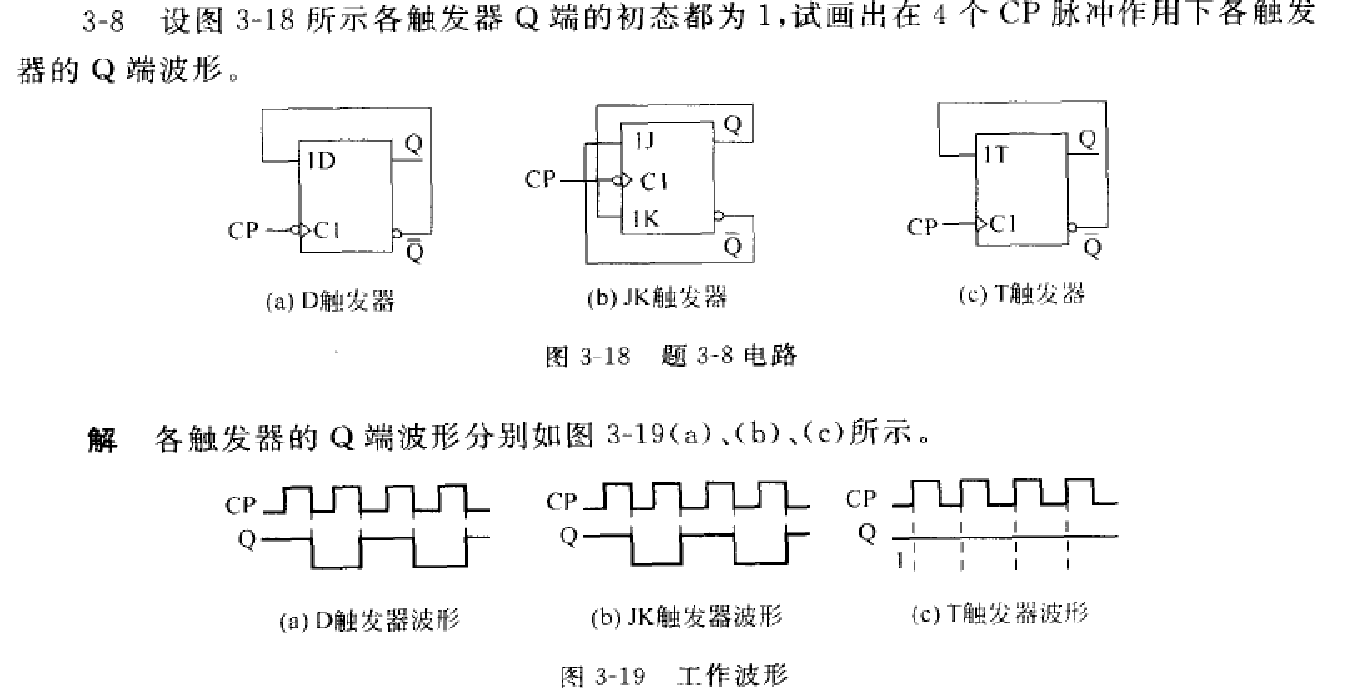 3-8 设图 3-18 所示各触发器 Q 端的初态都为 1,试画出在 4 个 CP 脉冲作用下各触发
器的 Q 端波形。
1D Q CP C1 Q̅
1J Q CP C1 1K Q̅
1T Q CP C1 Q̅
(a) D触发器 (b) JK触发器 (c) T触发器
图 3-18 题 3-8 电路
解 各触发器的 Q 端波形分别如图 3-19(a)、(b)、(c)所示。
CP CP CP
Q Q Q
1
(a) D触发器波形 (b) JK触发器波形 (c) T触发器波形
图 3-19 工作波形